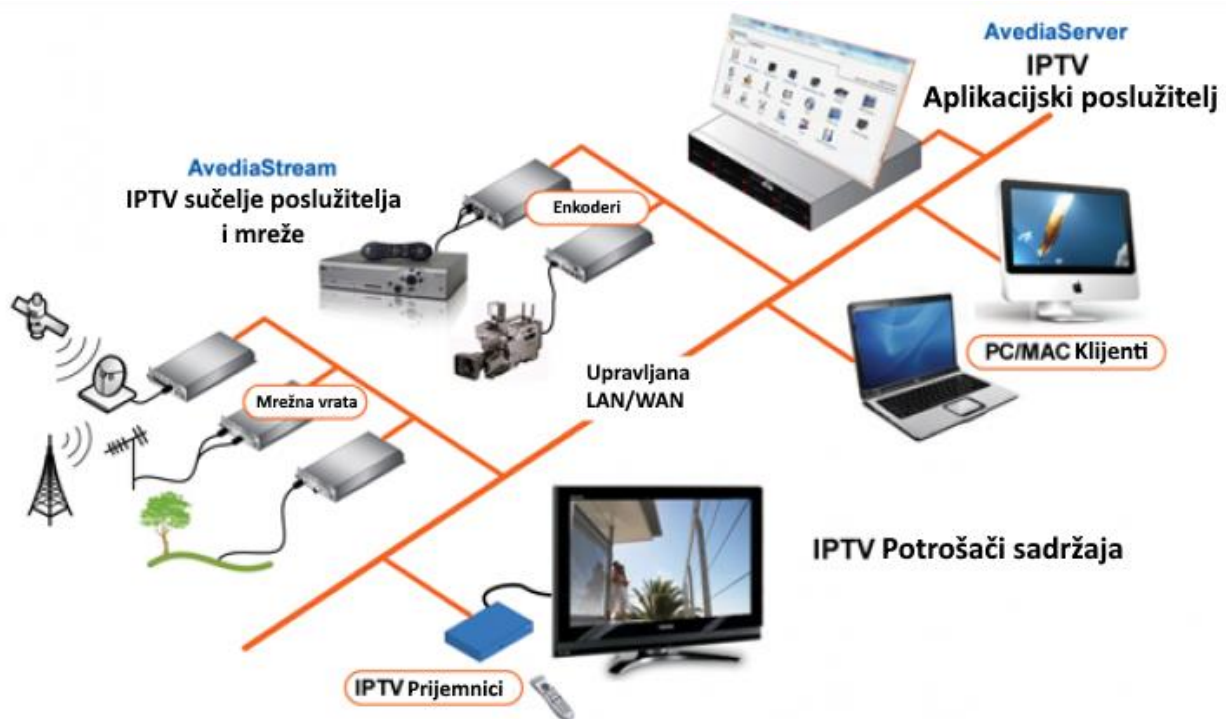 AvediaServer
IPTV
Aplikacijski poslužitelj
AvediaStream
IPTV sučelje poslužitelja
i mreže
Enkoderi
PC/MAC Klijenti
Upravljana
LAN/WAN
Mrežna vrata
IPTV Potrošači sadržaja
IPTV Prijemnici